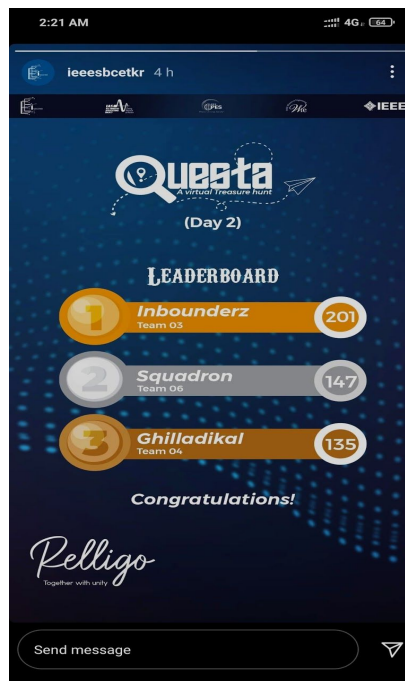 2:21 AM 4G 64
ieeesbcetkr 4 h
IEEE
Questa
A virtual Treasure hunt
(Day 2)
LEADERBOARD
1 Inbounderz 201
Team 03
2 Squadron 147
Team 06
3 Ghilladikal 135
Team 04
Congratulations!
Relligo
Together with unity
Send message